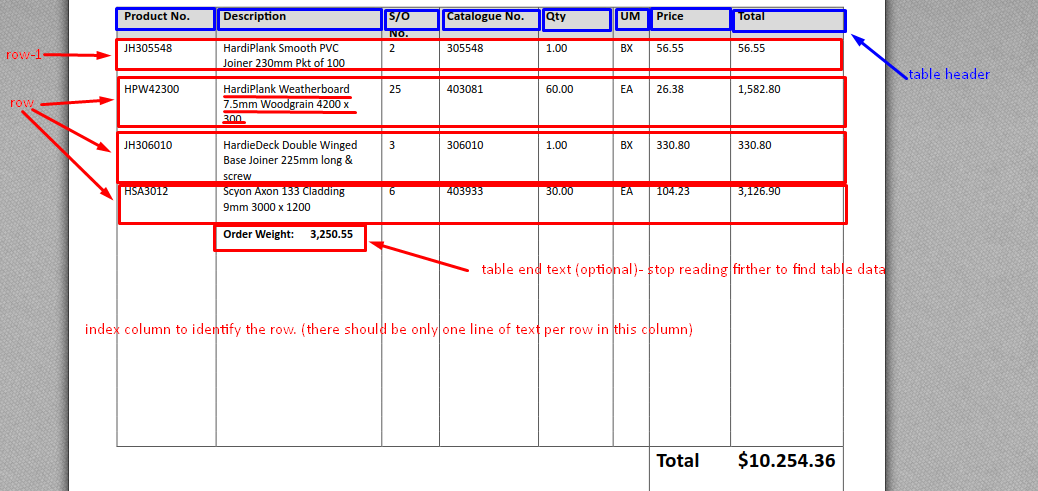 Product No. Description S/O Catalogue No. Qty UM Price Total
No.
row-1 JH305548 HardiPlank Smooth PVC 2 305548 1.00 BX 56.55 56.55
Joiner 230mm Pkt of 100
table header
HPW42300 HardiPlank Weatherboard 25 403081 60.00 EA 26.38 1,582.80
row 7.5mm Woodgrain 4200 x
300
JH306010 HardieDeck Double Winged 3 306010 1.00 BX 330.80 330.80
Base Joiner 225mm long &
screw
HSA3012 Scyon Axon 133 Cladding 6 403933 30.00 EA 104.23 3,126.90
9mm 3000 x 1200
Order Weight: 3,250.55
table end text (optional)- stop reading firther to find table data
index column to identify the row. (there should be only one line of text per row in this column)
Total $10.254.36